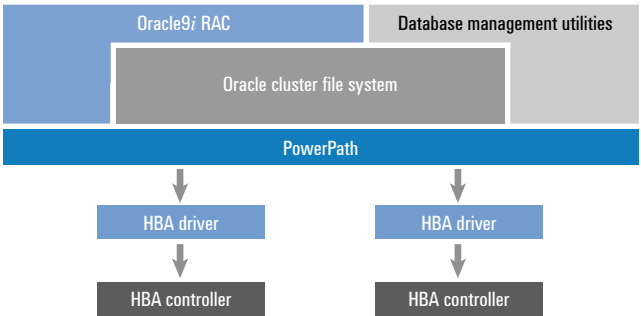 Oracle9i RAC
Database management utilities
Oracle cluster file system
PowerPath
HBA driver
HBA driver
HBA controller
HBA controller